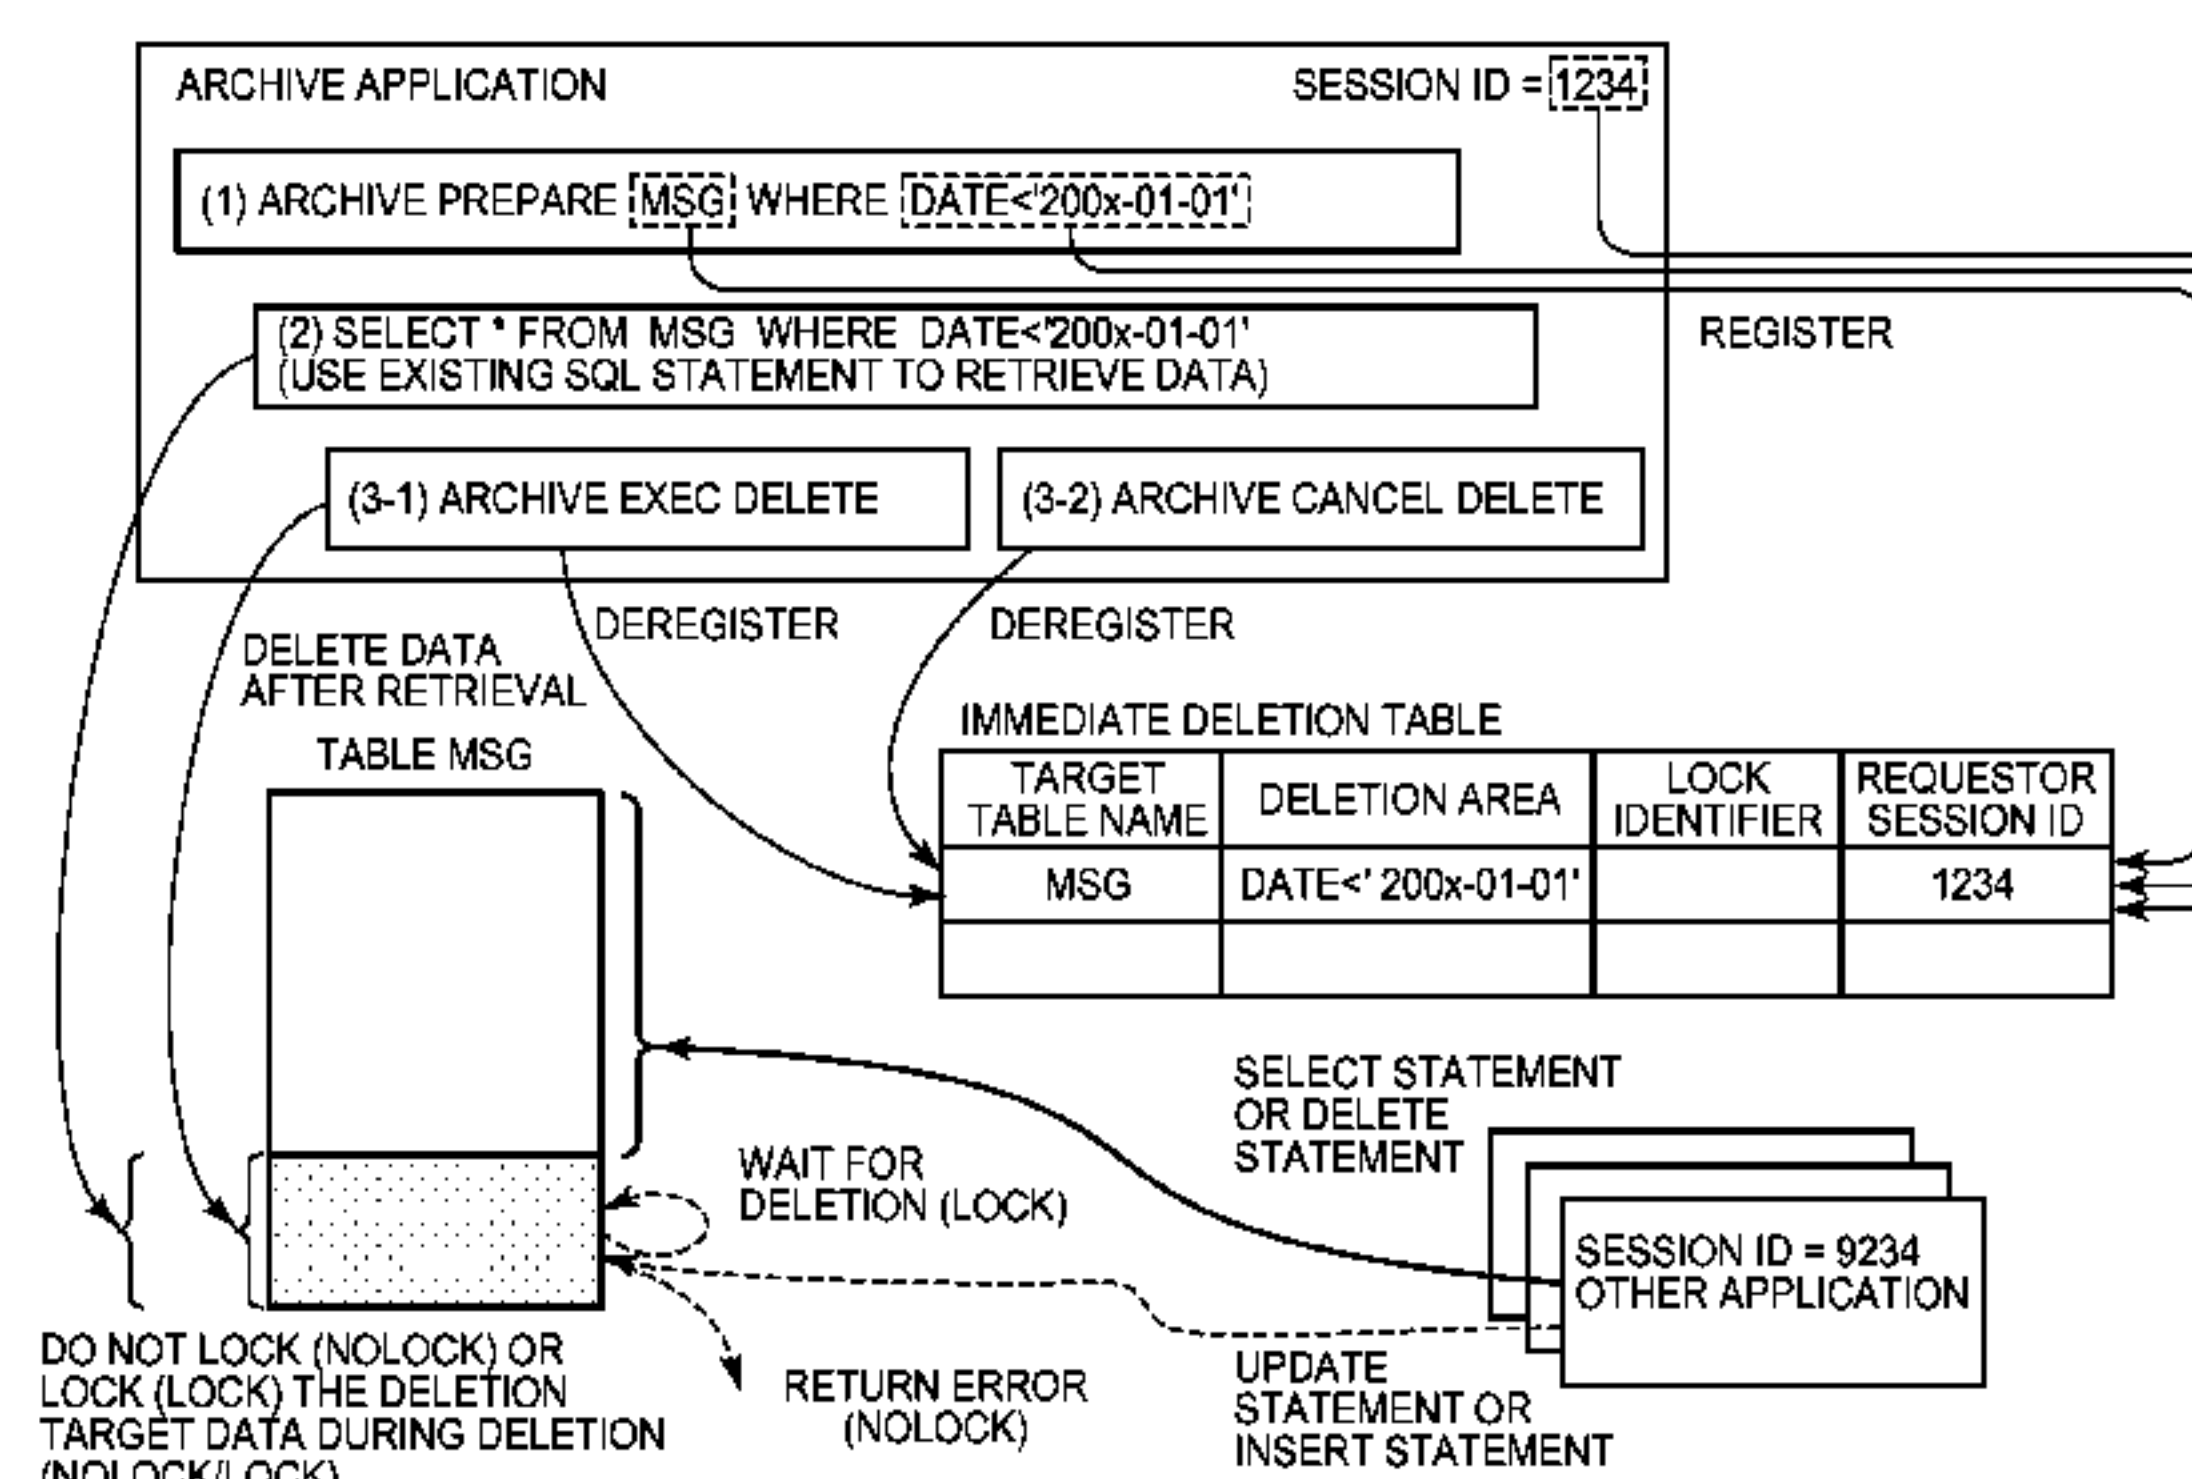 ARCHIVE APPLICATION
SESSION ID = 1234
(1) ARCHIVE PREPARE MSG WHERE DATE<'200x-01-01'
(2) SELECT * FROM MSG WHERE DATE<'200x-01-01'
(USE EXISTING SQL STATEMENT TO RETRIEVE DATA)
REGISTER
(3-1) ARCHIVE EXEC DELETE
(3-2) ARCHIVE CANCEL DELETE
DEREGISTER
DEREGISTER
DELETE DATA
AFTER RETRIEVAL
TABLE MSG
IMMEDIATE DELETION TABLE
TARGET
TABLE NAME
DELETION AREA
LOCK
IDENTIFIER
REQUESTOR
SESSION ID
MSG
DATE<' 200x-01-01'
1234
SELECT STATEMENT
OR DELETE
STATEMENT
WAIT FOR
DELETION (LOCK)
SESSION ID = 9234
OTHER APPLICATION
DO NOT LOCK (NOLOCK) OR
LOCK (LOCK) THE DELETION
TARGET DATA DURING DELETION
(NOLOCK/LOCK)
RETURN ERROR
(NOLOCK)
UPDATE
STATEMENT OR
INSERT STATEMENT